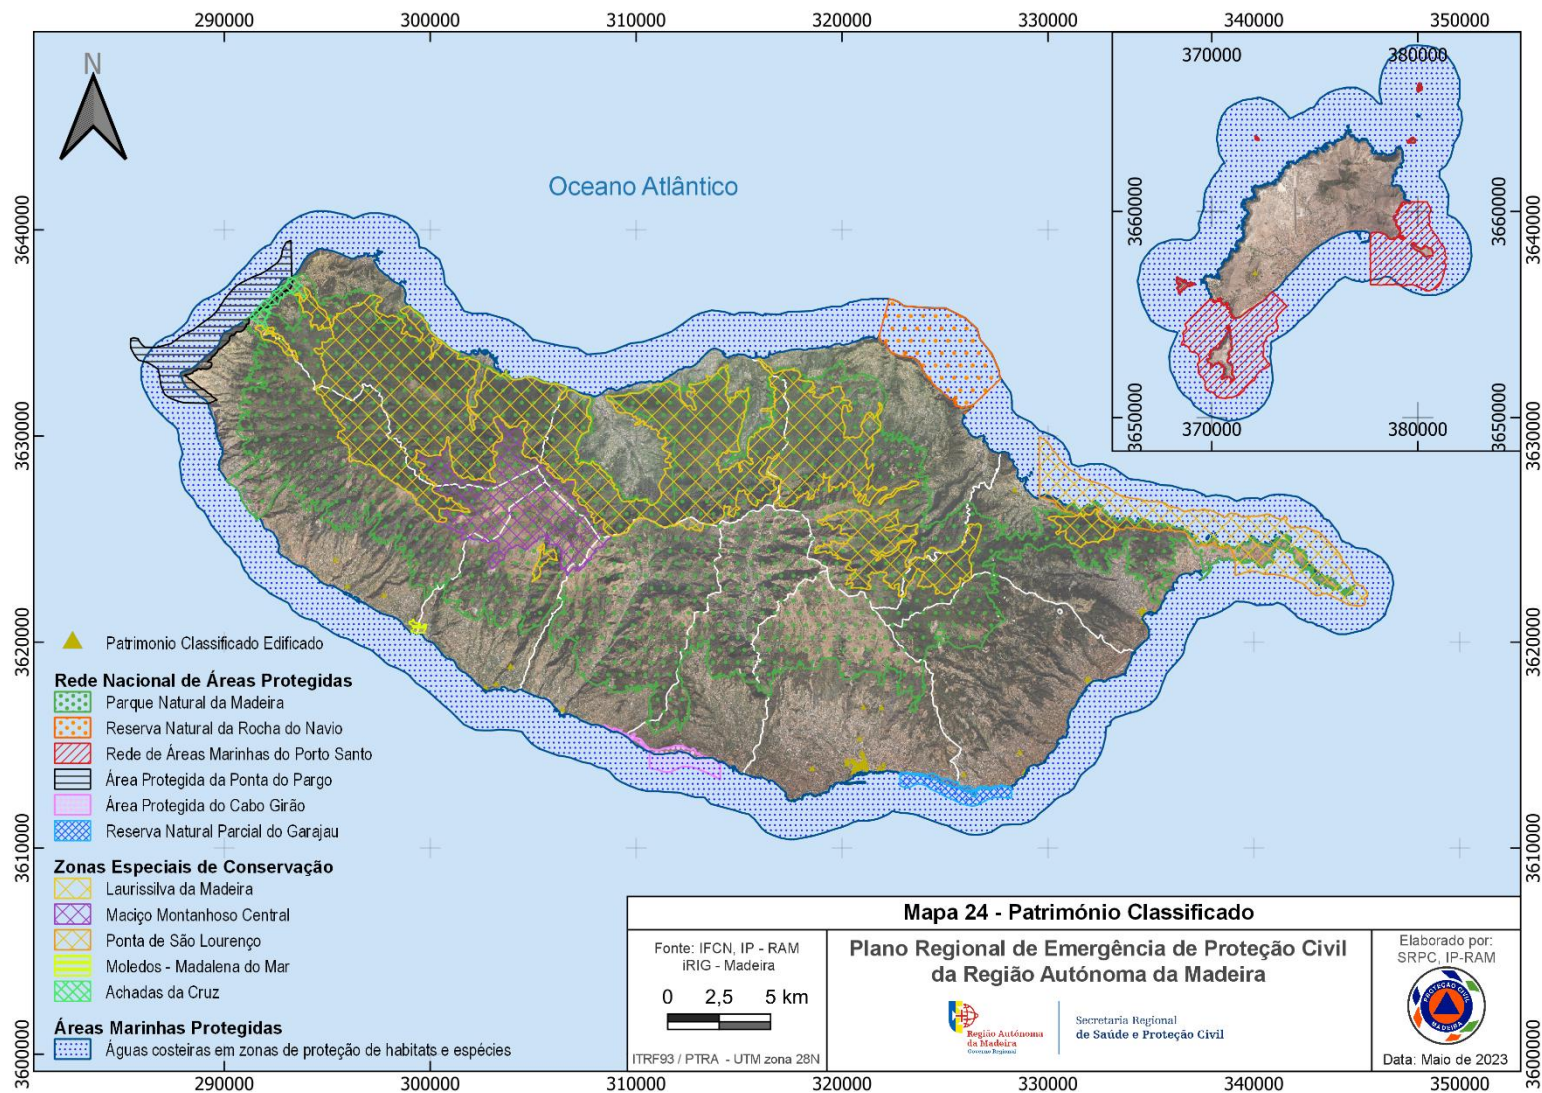 290000 300000 310000 320000 330000 340000 350000
370000 380000
N
Oceano Atlântico
3640000
3630000
3620000
3610000
3600000
3660000
3650000
3660000
3650000
370000 380000
3640000
3630000
3620000
3610000
3600000
Patrimonio Classificado Edificado
Rede Nacional de Áreas Protegidas
Parque Natural da Madeira
Reserva Natural da Rocha do Navio
Rede de Áreas Marinhas do Porto Santo
Área Protegida da Ponta do Pargo
Área Protegida do Cabo Girão
Reserva Natural Parcial do Garajau
Zonas Especiais de Conservação
Laurissilva da Madeira
Maciço Montanhoso Central
Ponta de São Lourenço
Moledos - Madalena do Mar
Achadas da Cruz
Áreas Marinhas Protegidas
Águas costeiras em zonas de proteção de habitats e espécies
Mapa 24 - Património Classificado
Fonte: IFCN, IP - RAM
iRIG - Madeira
0 2,5 5 km
ITRF93 / PTRA - UTM zona 28N
Plano Regional de Emergência de Proteção Civil
da Região Autónoma da Madeira
Região Autónoma
da Madeira
Governo Regional
Secretaria Regional
de Saúde e Proteção Civil
Elaborado por:
SRPC, IP-RAM
PROTEÇÃO CIVIL
MADEIRA
Data: Maio de 2023
290000 300000 310000 320000 330000 340000 350000